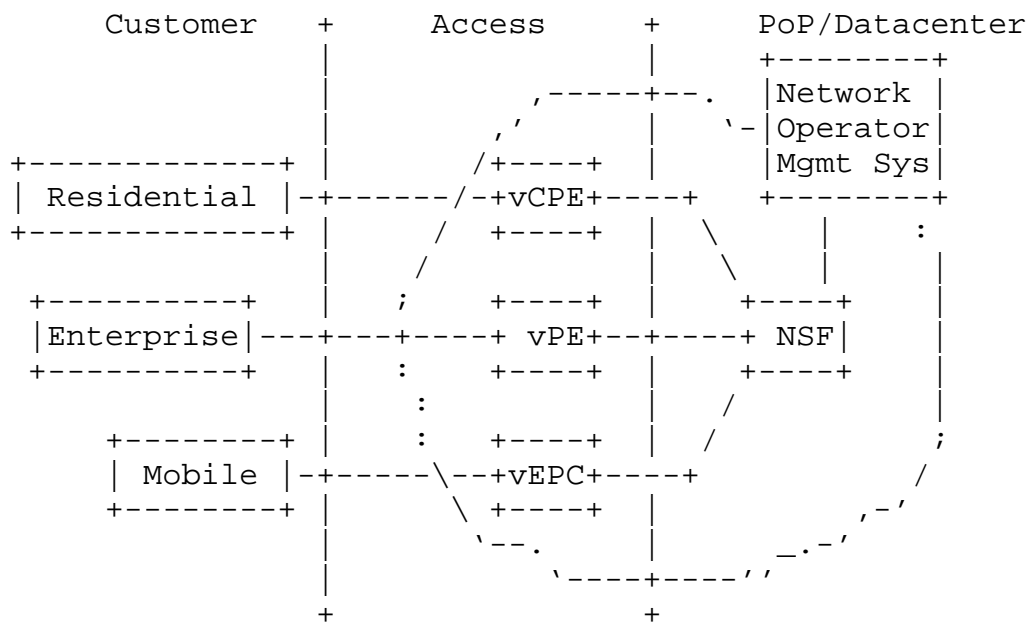 Customer + Access + PoP/Datacenter
Network
Operator
Mgmt Sys
Residential vCPE
Enterprise vPE NSF
Mobile vEPC